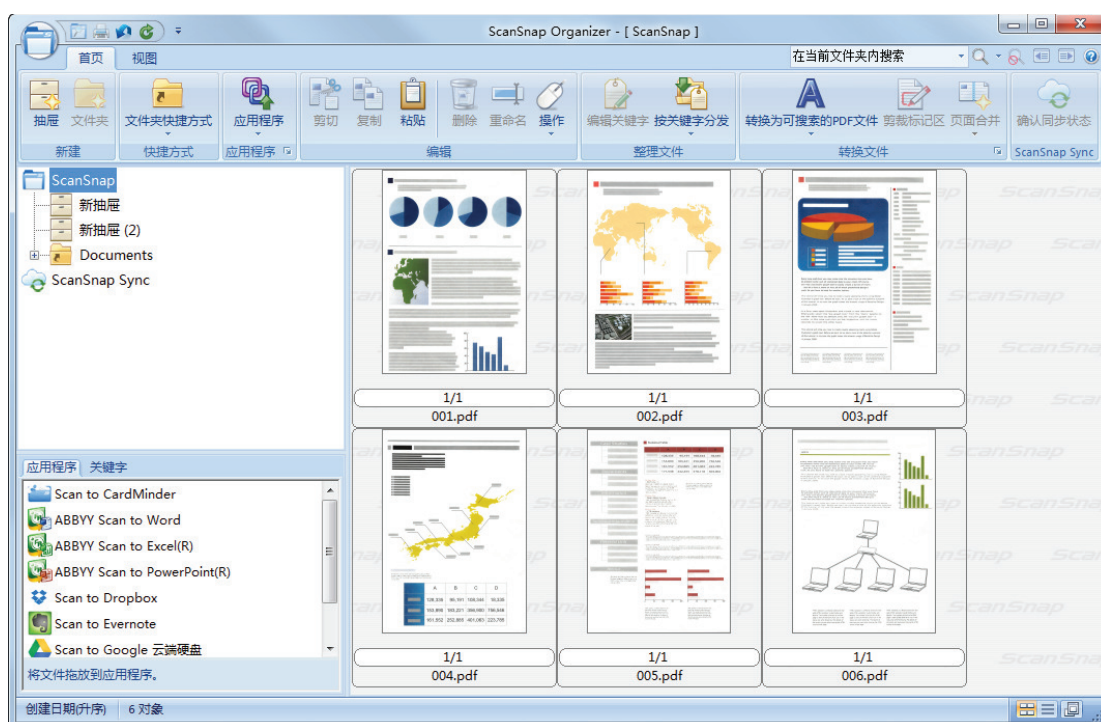 ScanSnap Organizer - [ ScanSnap ]
首页 视图
在当前文件夹内搜索
抽屉 文件夹 文件夹快捷方式 应用程序 剪切 复制 粘贴 删除 重命名 操作 编辑关键字 按关键字分发 转换为可搜索的PDF文件 剪裁标记区 页面合并 确认同步状态
新建 快捷方式 应用程序 编辑 整理文件 转换文件 ScanSnap Sync
ScanSnap
新抽屉
新抽屉 (2)
Documents
ScanSnap Sync
1/1 1/1 1/1
001.pdf 002.pdf 003.pdf
应用程序 关键字
Scan to CardMinder
ABBYY Scan to Word
ABBYY Scan to Excel(R)
ABBYY Scan to PowerPoint(R)
Scan to Dropbox
Scan to Evernote
Scan to Google 云端硬盘
将文件拖放到应用程序。
A B C D
1/1 1/1 1/1
004.pdf 005.pdf 006.pdf
创建日期(升序) 6 对象